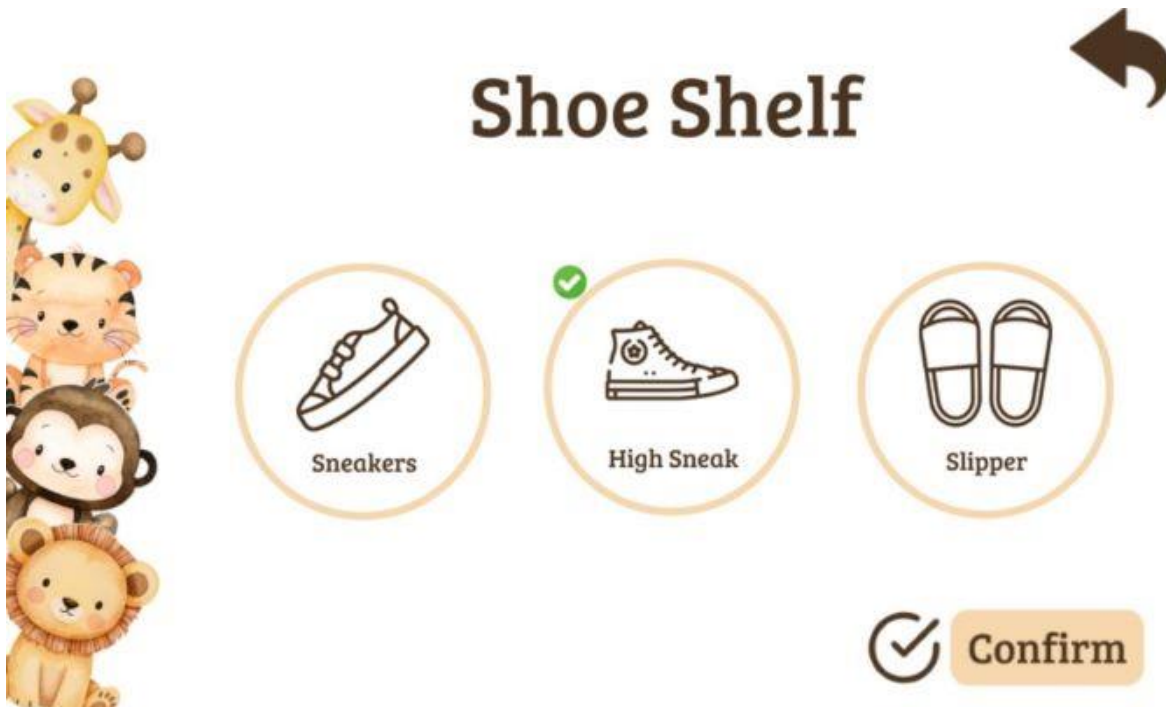 Shoe Shelf
Sneakers
High Sneak
Slipper
Confirm